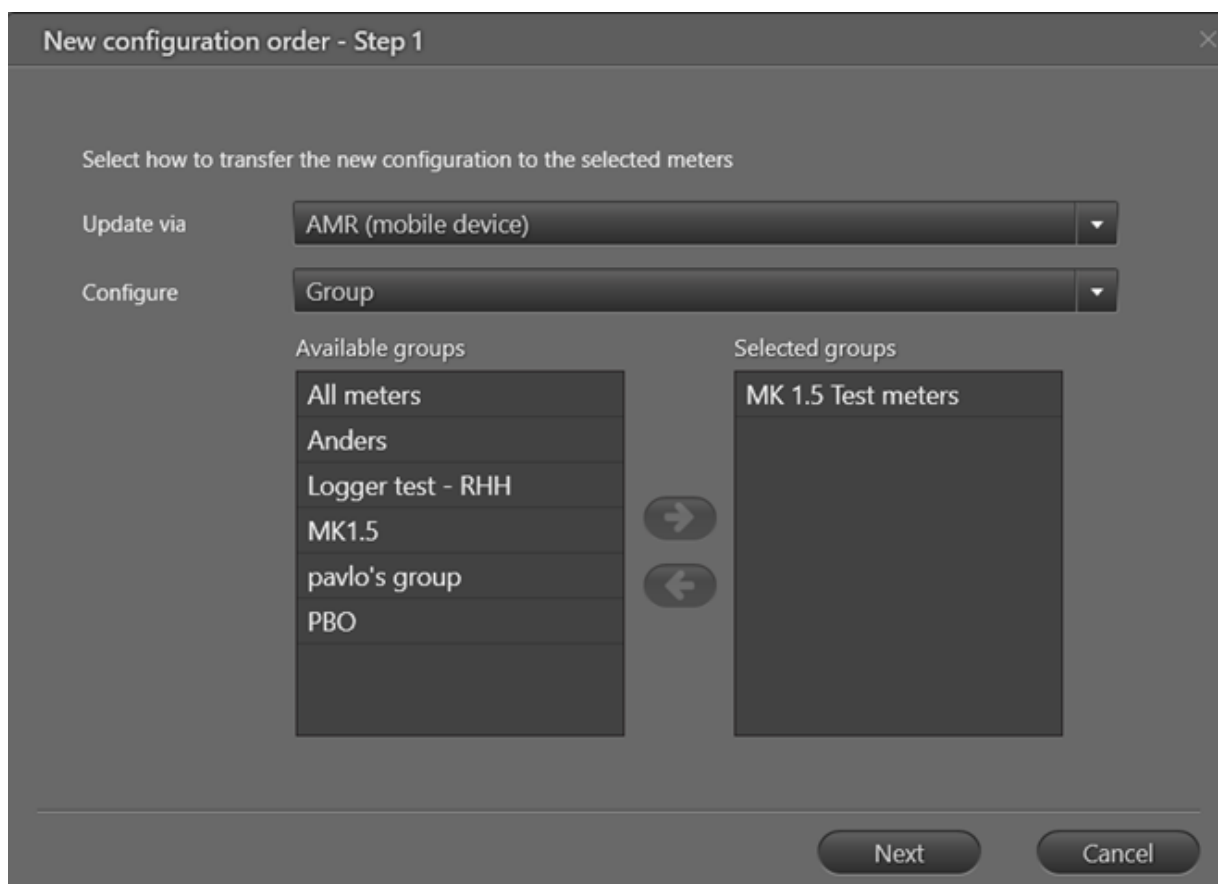 New configuration order - Step 1
Select how to transfer the new configuration to the selected meters
Update via AMR (mobile device)
Configure Group
Available groups Selected groups
All meters MK 1.5 Test meters
Anders
Logger test - RHH
MK1.5
pavlo's group
PBO
Next Cancel